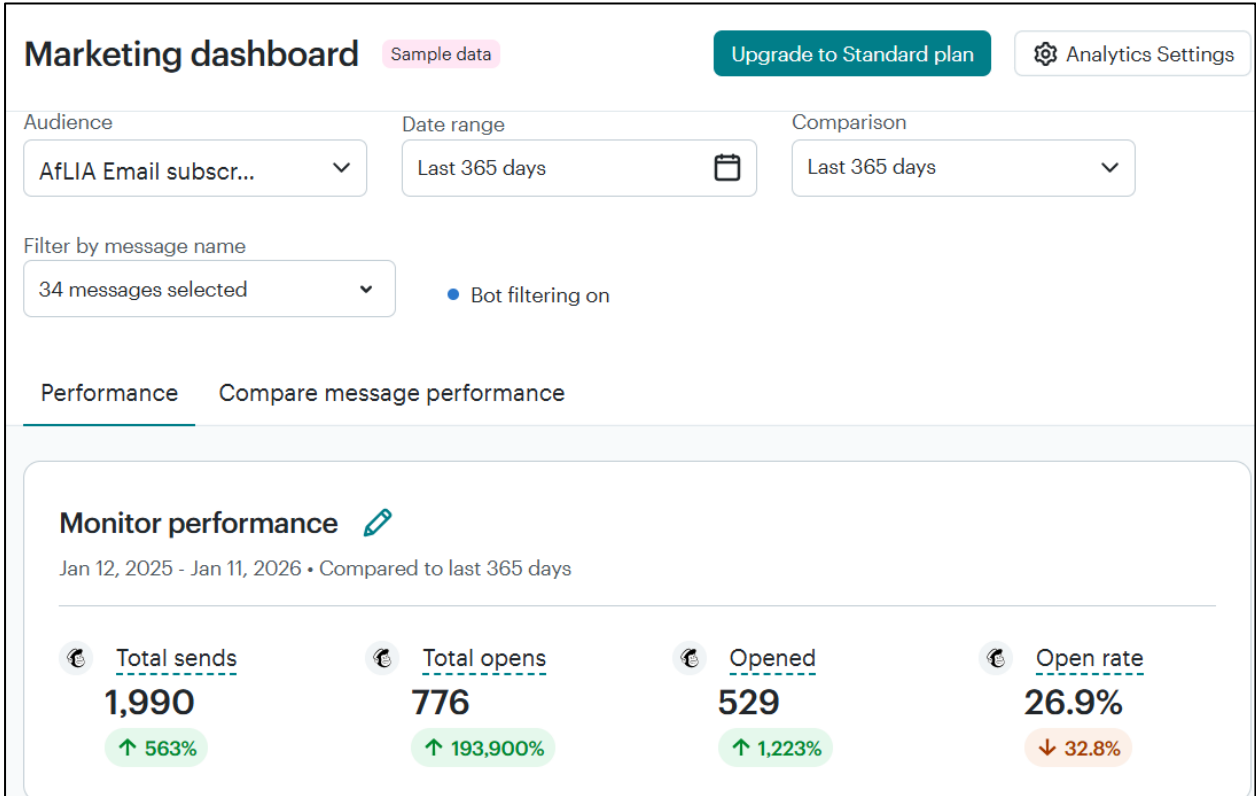 Marketing dashboard Sample data Upgrade to Standard plan Analytics Settings
Audience Date range Comparison
AfLIA Email subscr... Last 365 days Last 365 days
Filter by message name
34 messages selected Bot filtering on
Performance Compare message performance
Monitor performance
Jan 12, 2025 - Jan 11, 2026 • Compared to last 365 days
Total sends Total opens Opened Open rate
1,990 776 529 26.9%
↑ 563% ↑ 193,900% ↑ 1,223% ↓ 32.8%